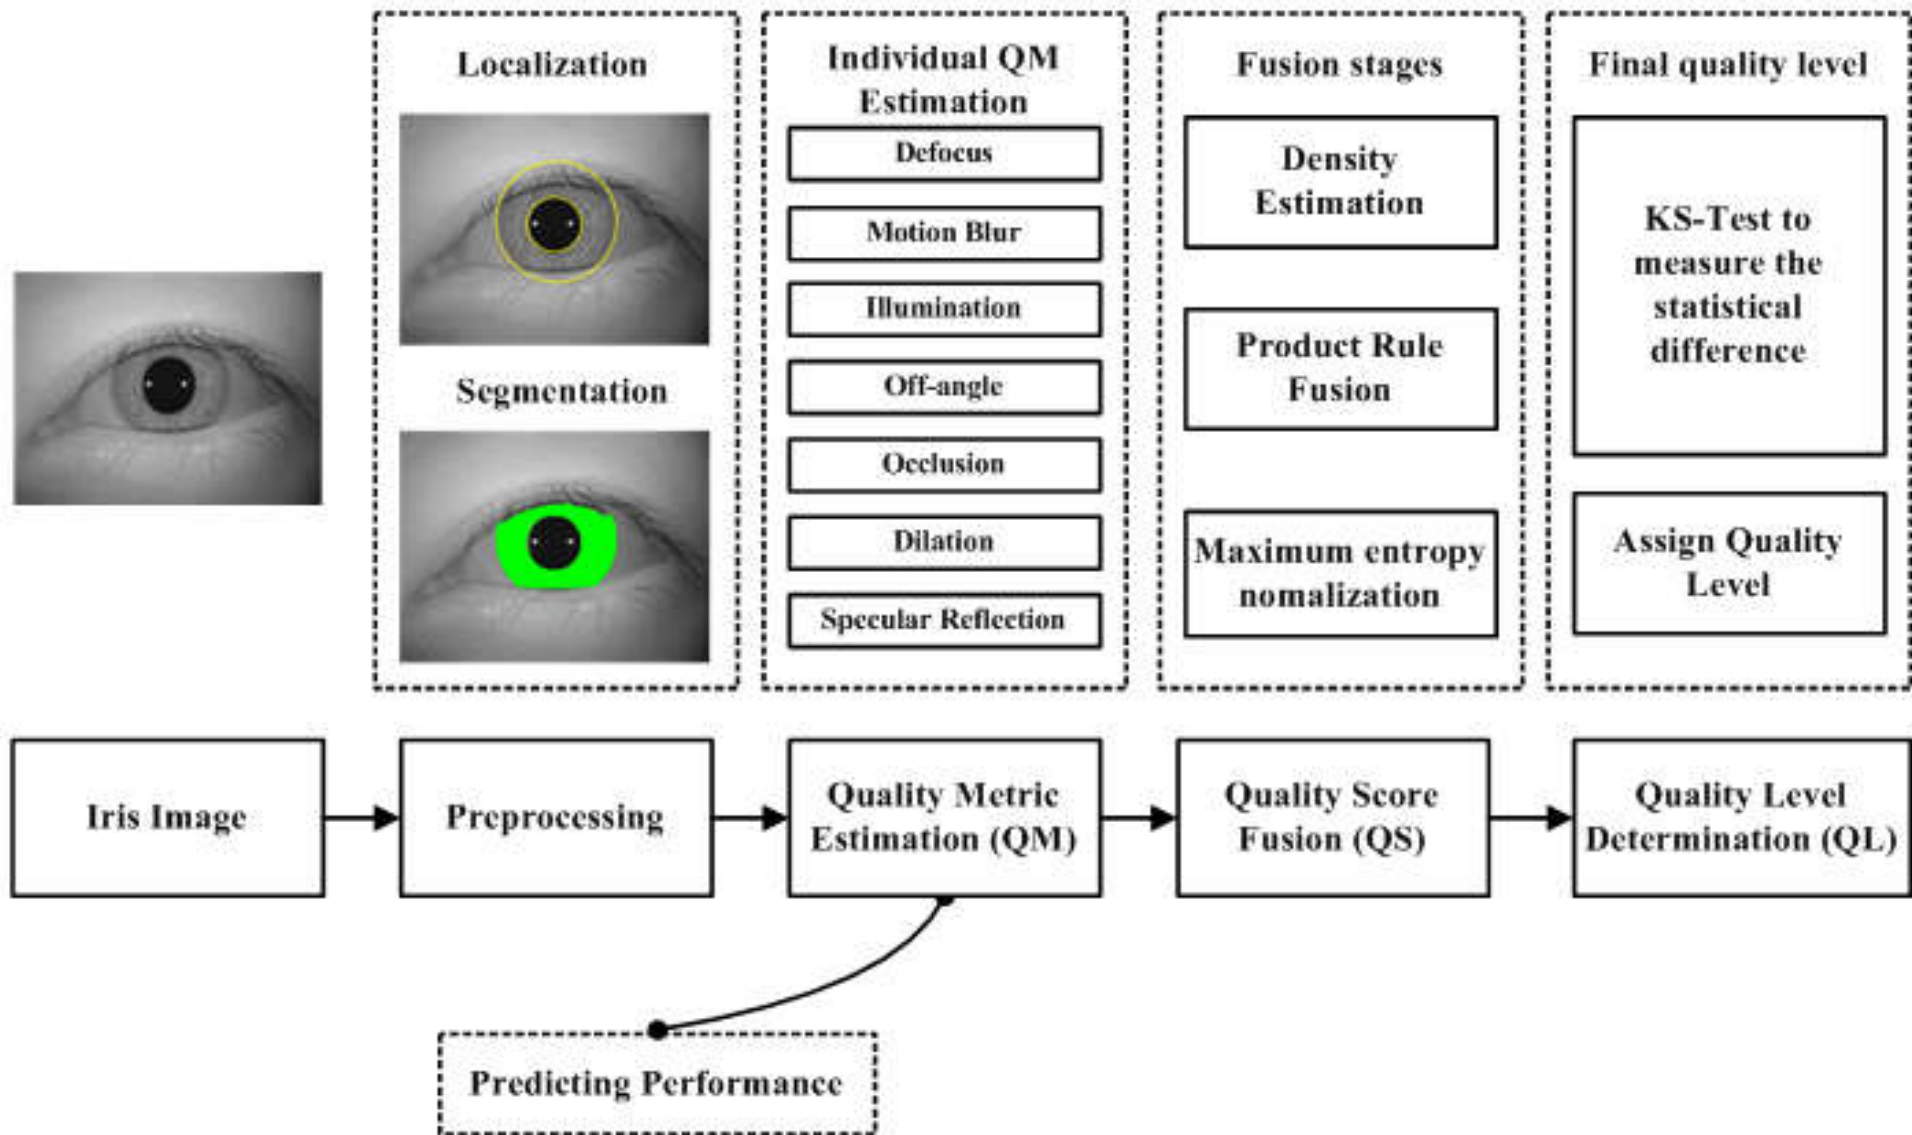 Localization
Segmentation
Individual QM
Estimation
Defocus
Motion Blur
Illumination
Off-angle
Occlusion
Dilation
Specular Reflection
Fusion stages
Density
Estimation
Product Rule
Fusion
Maximum entropy
nomalization
Final quality level
KS-Test to
measure the
statistical
difference
Assign Quality
Level
Iris Image
Preprocessing
Quality Metric
Estimation (QM)
Quality Score
Fusion (QS)
Quality Level
Determination (QL)
Predicting Performance